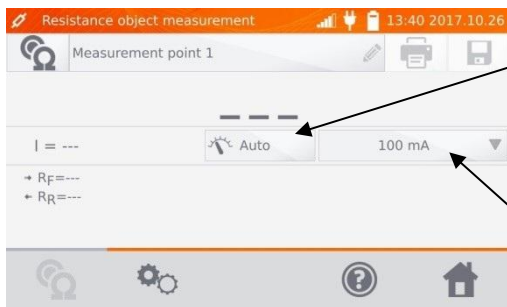 Resistance object measurement 13:40 2017.10.26
Measurement point 1
– – –
I = --- Auto 100 mA
RF=---
RR=---